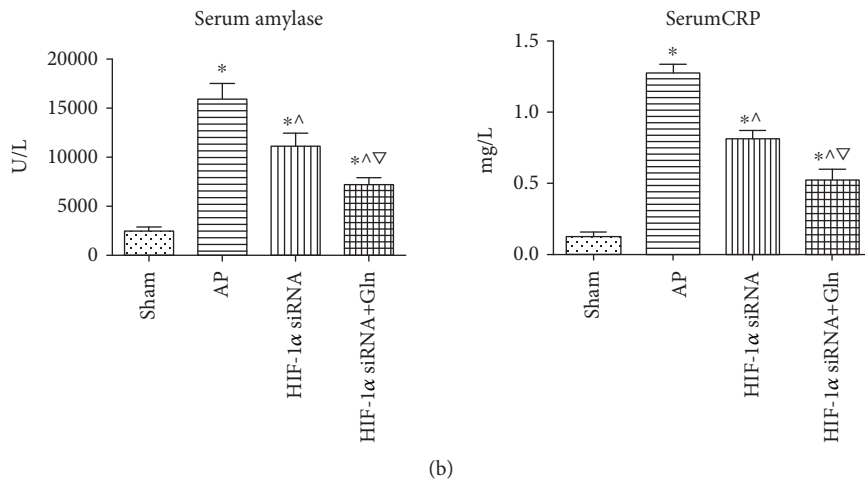 Serum amylase
20000
15000
10000
5000
0
U/L
*
*^
*^▽
Sham
AP
HIF-1α siRNA
HIF-1α siRNA+Gln
SerumCRP
1.5
1.0
0.5
0.0
mg/L
*
*^
*^▽
Sham
AP
HIF-1α siRNA
HIF-1α siRNA+Gln
(b)